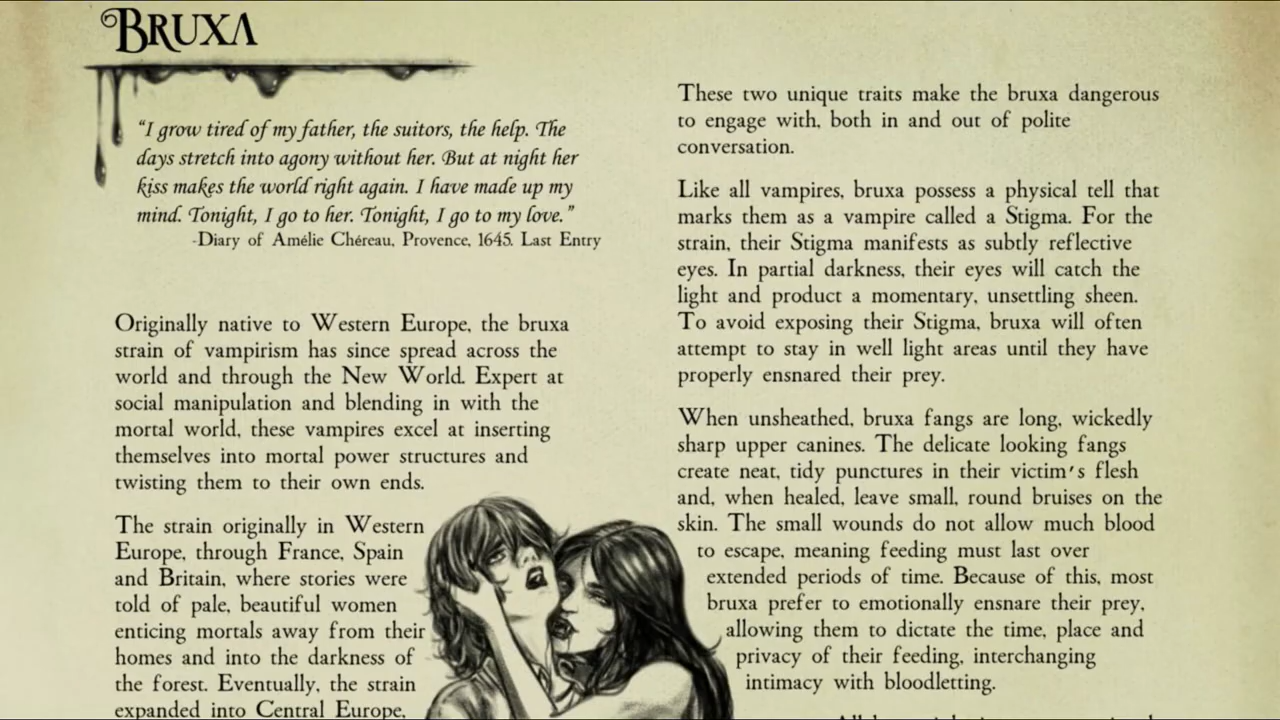 BRUXA
"I grow tired of my father, the suitors, the help. The
days stretch into agony without her. But at night her
kiss makes the world right again. I have made up my
mind. Tonight, I go to her. Tonight, I go to my love."
-Diary of Amélie Chéreau, Provence, 1645. Last Entry
Originally native to Western Europe, the bruxa
strain of vampirism has since spread across the
world and through the New World. Expert at
social manipulation and blending in with the
mortal world, these vampires excel at inserting
themselves into mortal power structures and
twisting them to their own ends.
The strain originally in Western
Europe, through France, Spain
and Britain, where stories were
told of pale, beautiful women
enticing mortals away from their
homes and into the darkness of
the forest. Eventually, the strain
expanded into Central Europe,
These two unique traits make the bruxa dangerous
to engage with, both in and out of polite
conversation.
Like all vampires, bruxa possess a physical tell that
marks them as a vampire called a Stigma. For the
strain, their Stigma manifests as subtly reflective
eyes. In partial darkness, their eyes will catch the
light and product a momentary, unsettling sheen.
To avoid exposing their Stigma, bruxa will often
attempt to stay in well light areas until they have
properly ensnared their prey.
When unsheathed, bruxa fangs are long, wickedly
sharp upper canines. The delicate looking fangs
create neat, tidy punctures in their victim's flesh
and, when healed, leave small, round bruises on the
skin. The small wounds do not allow much blood
to escape, meaning feeding must last over
extended periods of time. Because of this, most
bruxa prefer to emotionally ensnare their prey,
allowing them to dictate the time, place and
privacy of their feeding, interchanging
intimacy with bloodletting.